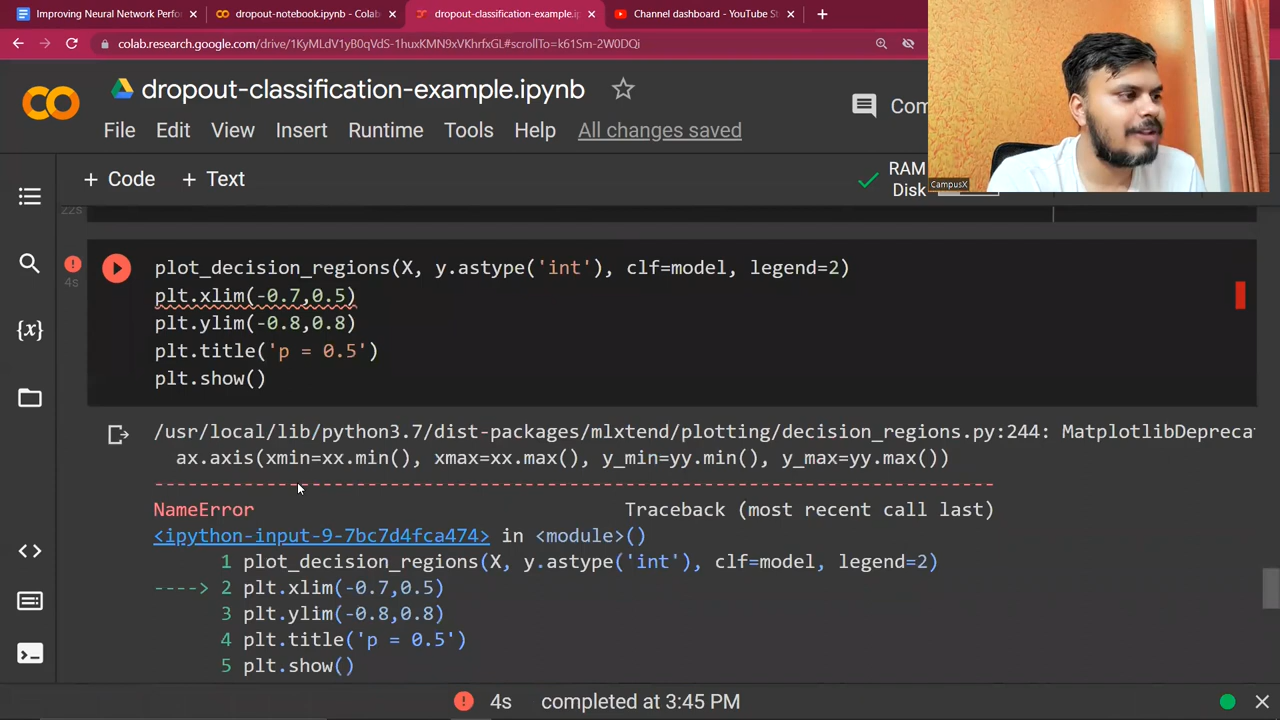 Improving Neural Network Perfo
dropout-notebook.ipynb - Colab
dropout-classification-example.ip
Channel dashboard - YouTube St
colab.research.google.com/drive/1KyMLdV1yB0qVdS-1huxKMN9xVKhrfxGL#scrollTo=k61Sm-2W0DQi
dropout-classification-example.ipynb
Com
File Edit View Insert Runtime Tools Help All changes saved
+ Code + Text
RAM
Disk
CampusX
22s
4s
plot_decision_regions(X, y.astype('int'), clf=model, legend=2)
plt.xlim(-0.7,0.5)
plt.ylim(-0.8,0.8)
plt.title('p = 0.5')
plt.show()
/usr/local/lib/python3.7/dist-packages/mlxtend/plotting/decision_regions.py:244: MatplotlibDeprecat
ax.axis(xmin=xx.min(), xmax=xx.max(), y_min=yy.min(), y_max=yy.max())
---------------------------------------------------------------------------
NameError Traceback (most recent call last)
<ipython-input-9-7bc7d4fca474> in <module>()
1 plot_decision_regions(X, y.astype('int'), clf=model, legend=2)
----> 2 plt.xlim(-0.7,0.5)
3 plt.ylim(-0.8,0.8)
4 plt.title('p = 0.5')
5 plt.show()
4s completed at 3:45 PM